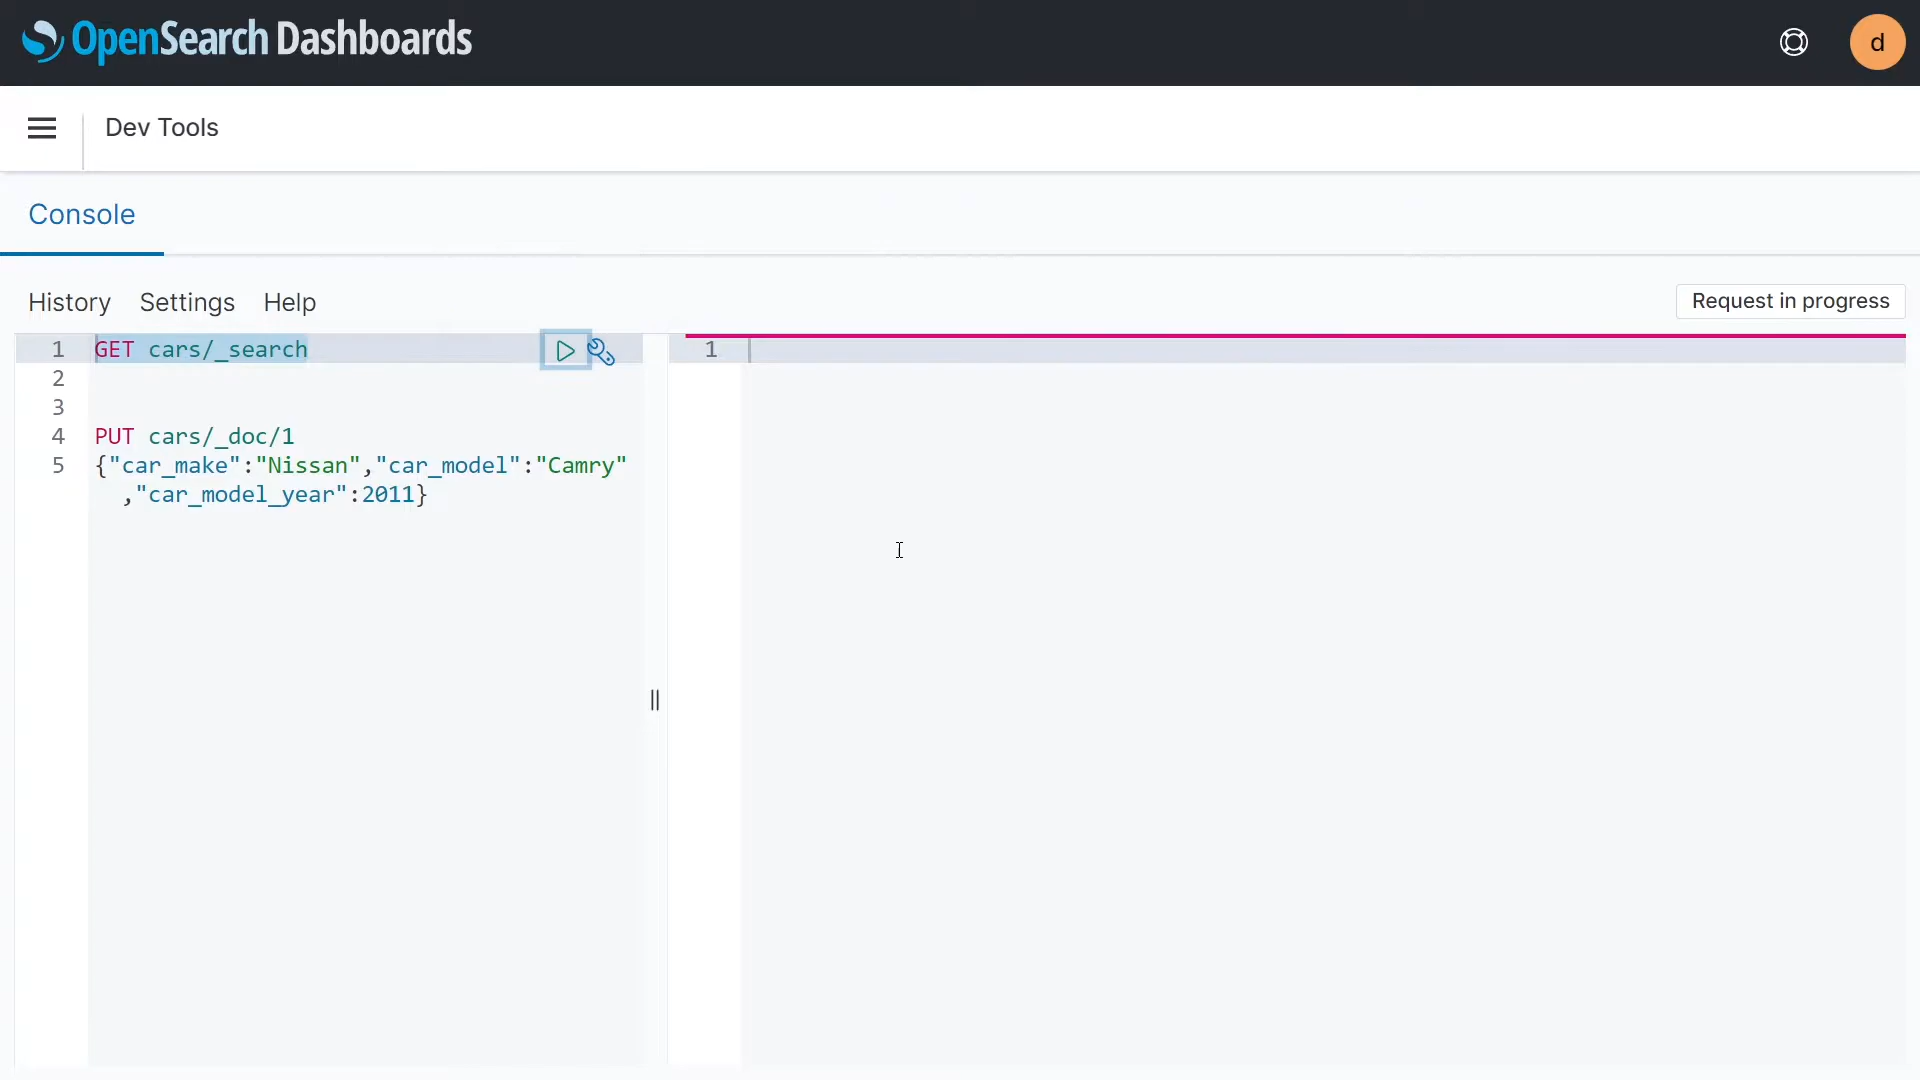 OpenSearch Dashboards
d
Dev Tools
Console
History Settings Help
Request in progress
1 GET cars/_search
2
3
4 PUT cars/_doc/1
5 {"car_make":"Nissan","car_model":"Camry"
,"car_model_year":2011}
1